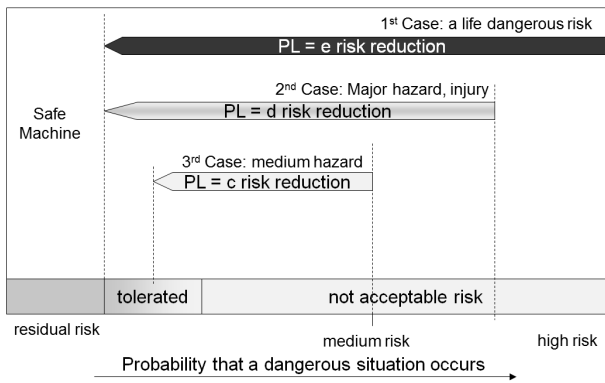 1st Case: a life dangerous risk
PL = e risk reduction
2nd Case: Major hazard, injury
Safe
Machine
PL = d risk reduction
3rd Case: medium hazard
PL = c risk reduction
tolerated
not acceptable risk
residual risk
medium risk
high risk
Probability that a dangerous situation occurs